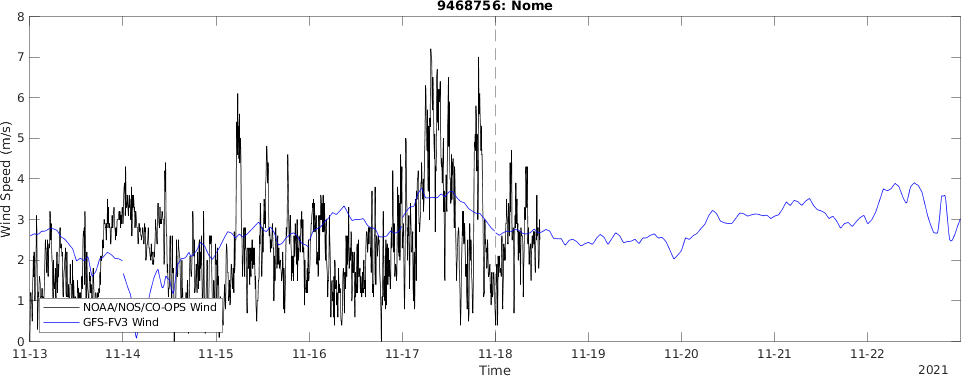 9468756: Nome
8
7
6
5
4
3
2
1
0
Wind Speed (m/s)
NOAA/NOS/CO-OPS Wind
GFS-FV3 Wind
11-13 11-14 11-15 11-16 11-17 11-18 11-19 11-20 11-21 11-22
Time
2021